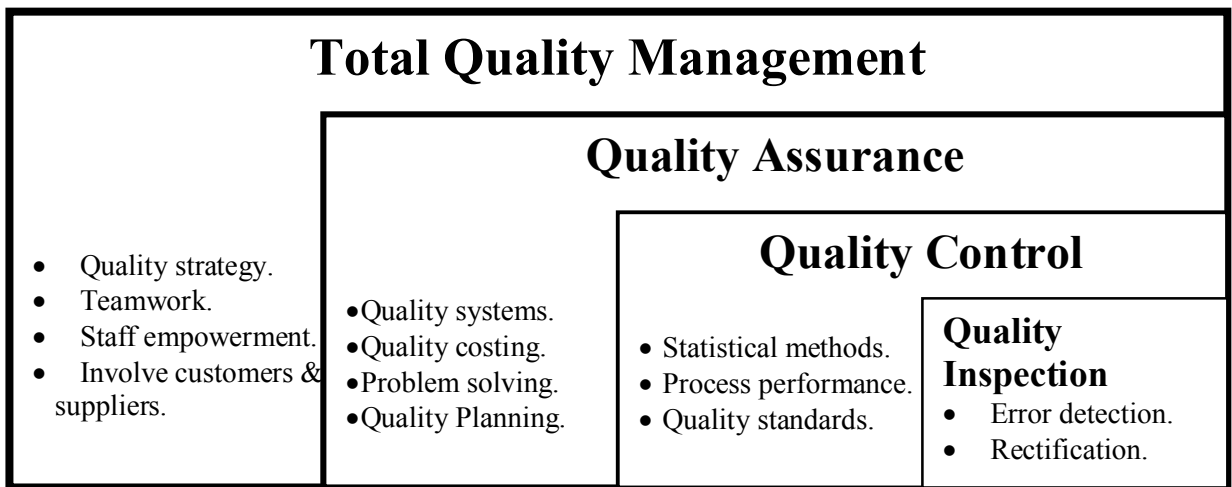 Total Quality Management
• Quality strategy.
• Teamwork.
• Staff empowerment.
• Involve customers &
suppliers.
Quality Assurance
•Quality systems.
•Quality costing.
•Problem solving.
•Quality Planning.
Quality Control
• Statistical methods.
• Process performance.
• Quality standards.
Quality
Inspection
• Error detection.
• Rectification.